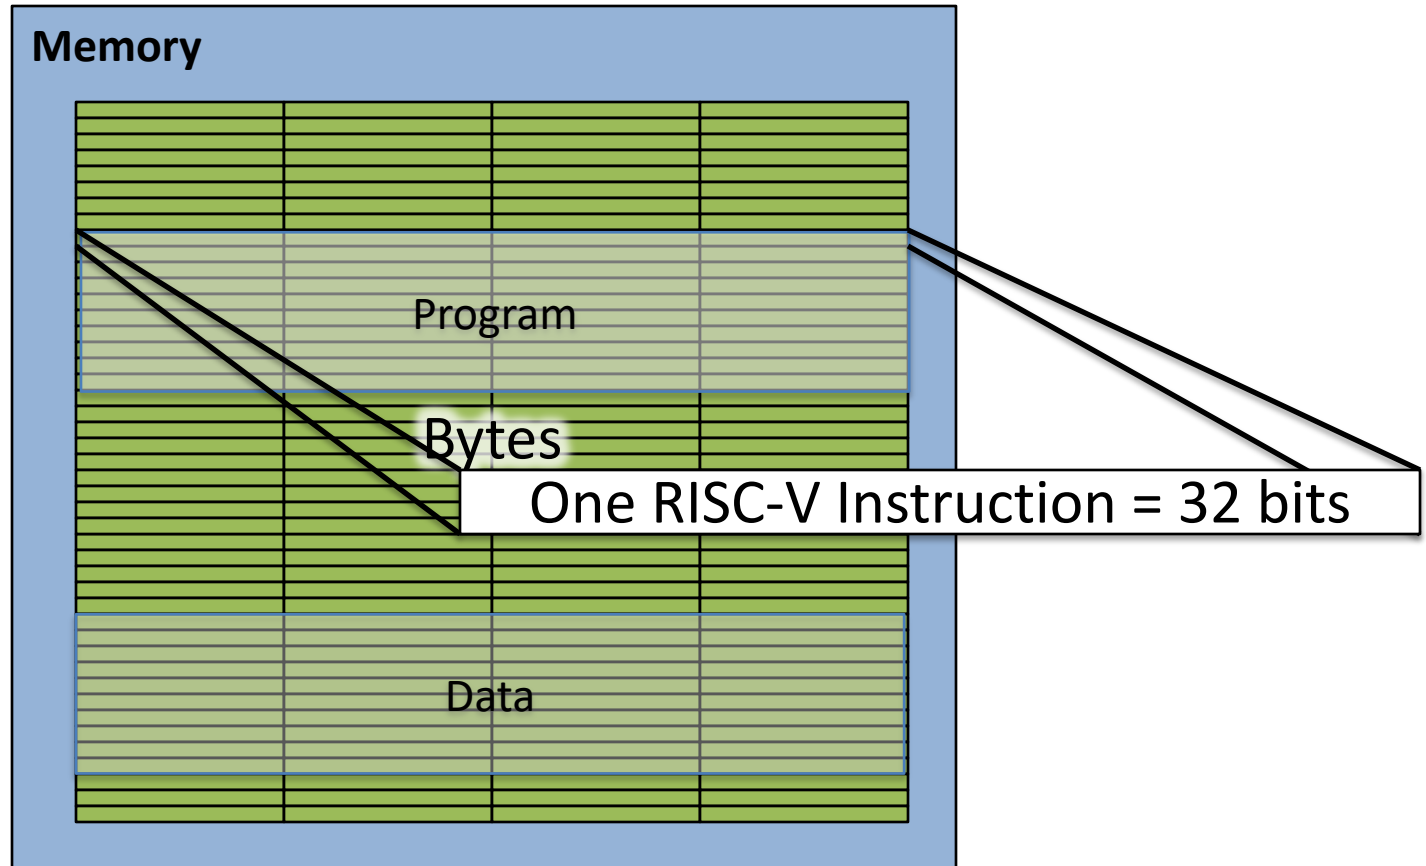 Memory
Program
Bytes
One RISC-V Instruction = 32 bits
Data